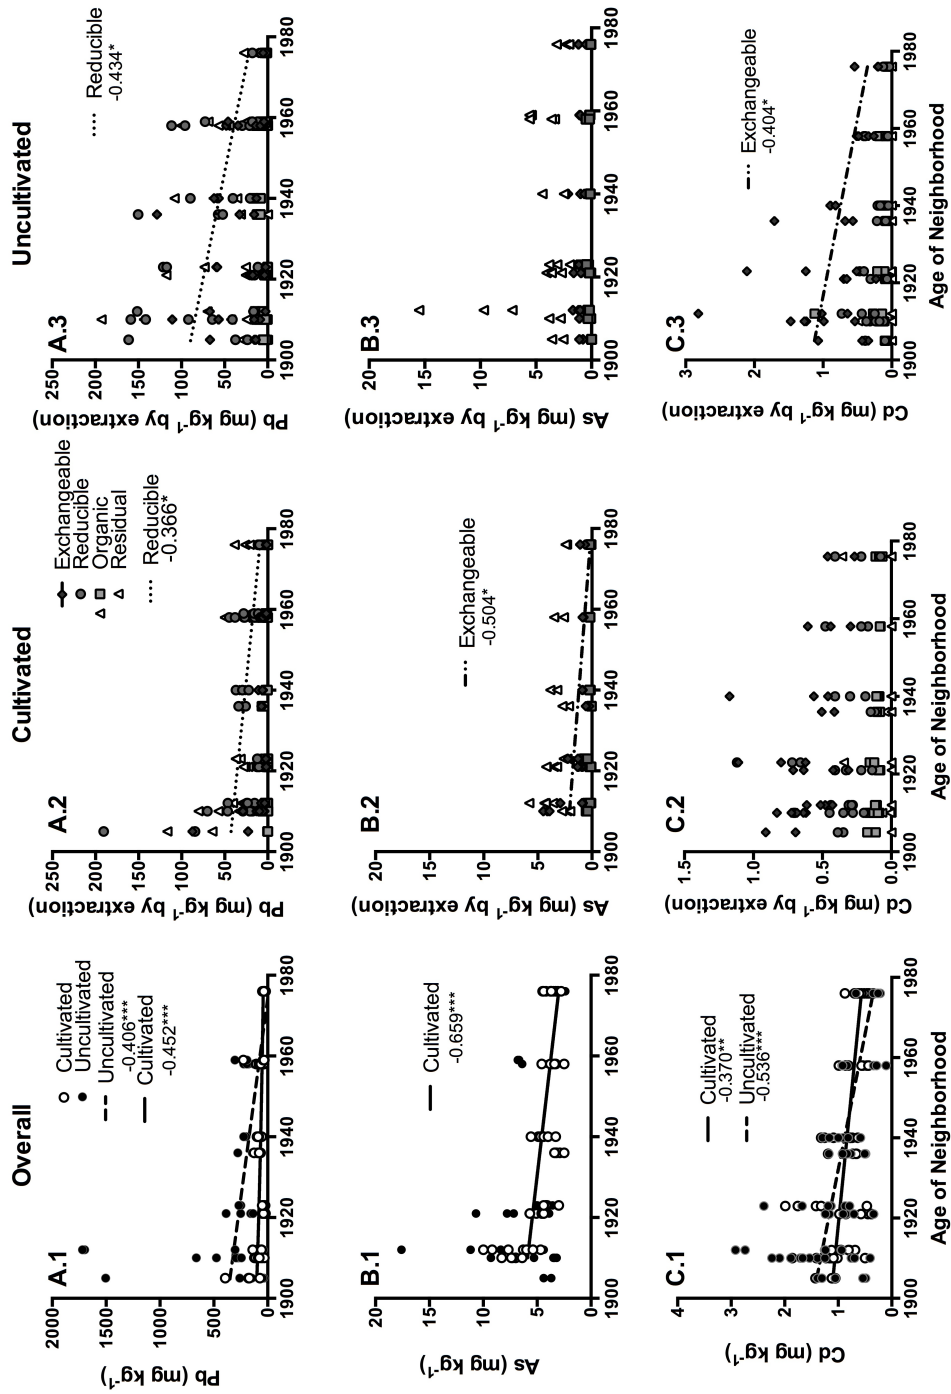 Overall
A.1
Pb (mg kg⁻¹)
2000
1500
1000
500
0
1900
1920
1940
1960
1980
Cultivated
Uncultivated
Uncultivated
-0.406***
Cultivated
-0.452***
Cultivated
A.2
Pb (mg kg⁻¹ by extraction)
250
200
150
100
50
0
1900
1920
1940
1960
1980
Exchangeable
Reducible
Organic
Residual
Reducible
-0.366*
Uncultivated
A.3
Pb (mg kg⁻¹ by extraction)
250
200
150
100
50
0
1900
1920
1940
1960
1980
Reducible
-0.434*
B.1
As (mg kg⁻¹)
20
15
10
5
0
1900
1920
1940
1960
1980
Cultivated
-0.659***
B.2
As (mg kg⁻¹ by extraction)
20
15
10
5
0
1900
1920
1940
1960
1980
Exchangeable
-0.504*
B.3
As (mg kg⁻¹ by extraction)
20
15
10
5
0
1900
1920
1940
1960
1980
C.1
Cd (mg kg⁻¹)
4
3
2
1
0
1900
1920
1940
1960
1980
Age of Neighborhood
Cultivated
-0.370**
Uncultivated
-0.536***
C.2
Cd (mg kg⁻¹ by extraction)
1.5
1.0
0.5
0.0
1900
1920
1940
1960
1980
Age of Neighborhood
C.3
Cd (mg kg⁻¹ by extraction)
3
2
1
0
1900
1920
1940
1960
1980
Age of Neighborhood
Exchangeable
-0.404*